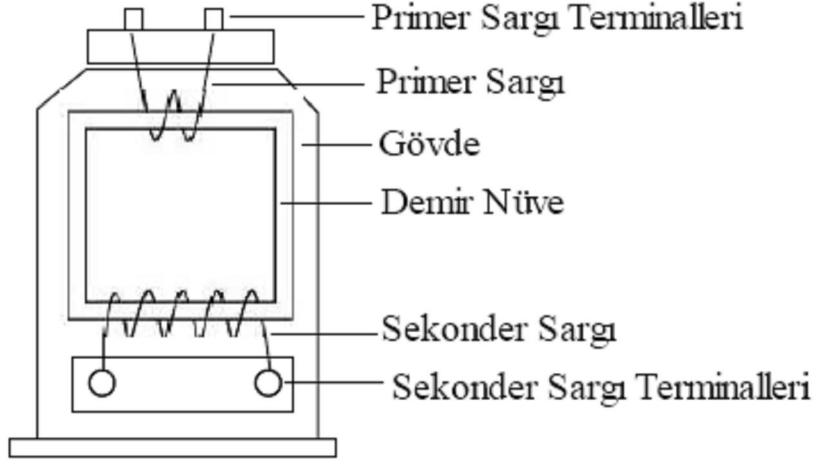 Primer Sargı Terminalleri
Primer Sargı
Gövde
Demir Nüve
Sekonder Sargı
Sekonder Sargı Terminalleri